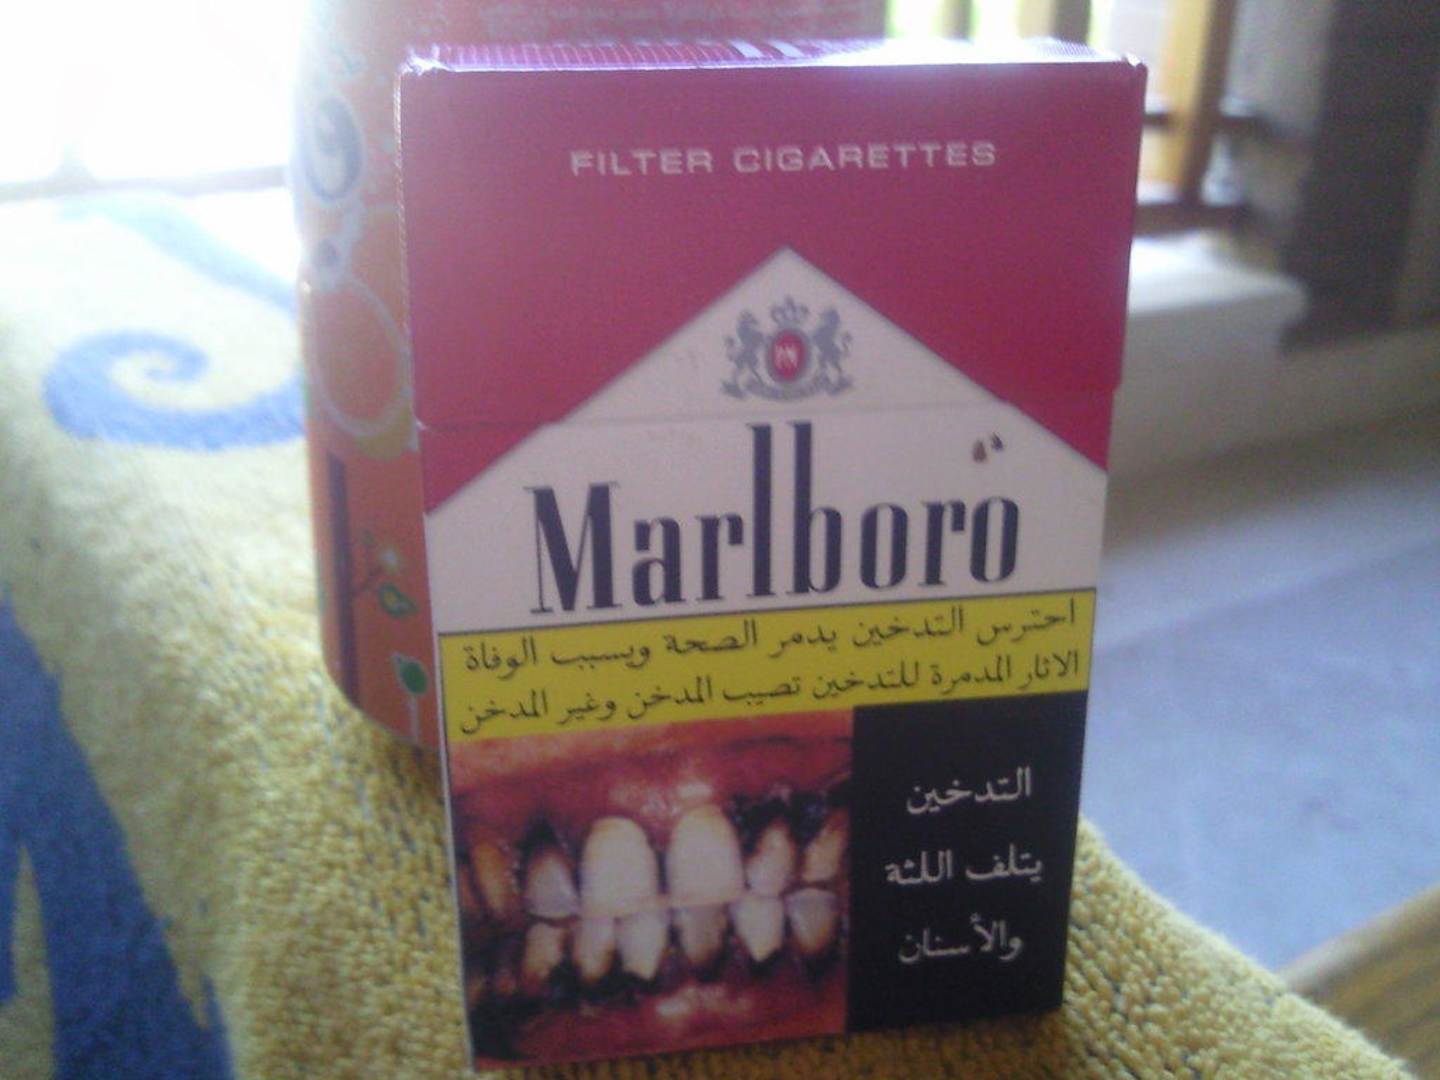 FILTER CIGARETTES
Marlboro
احترس التدخين يدمر الصحة ويسبب الوفاة
الاثار المدمرة للتدخين تصيب المدخن وغير المدخن
التدخين
يتلف اللثة
والأسنان